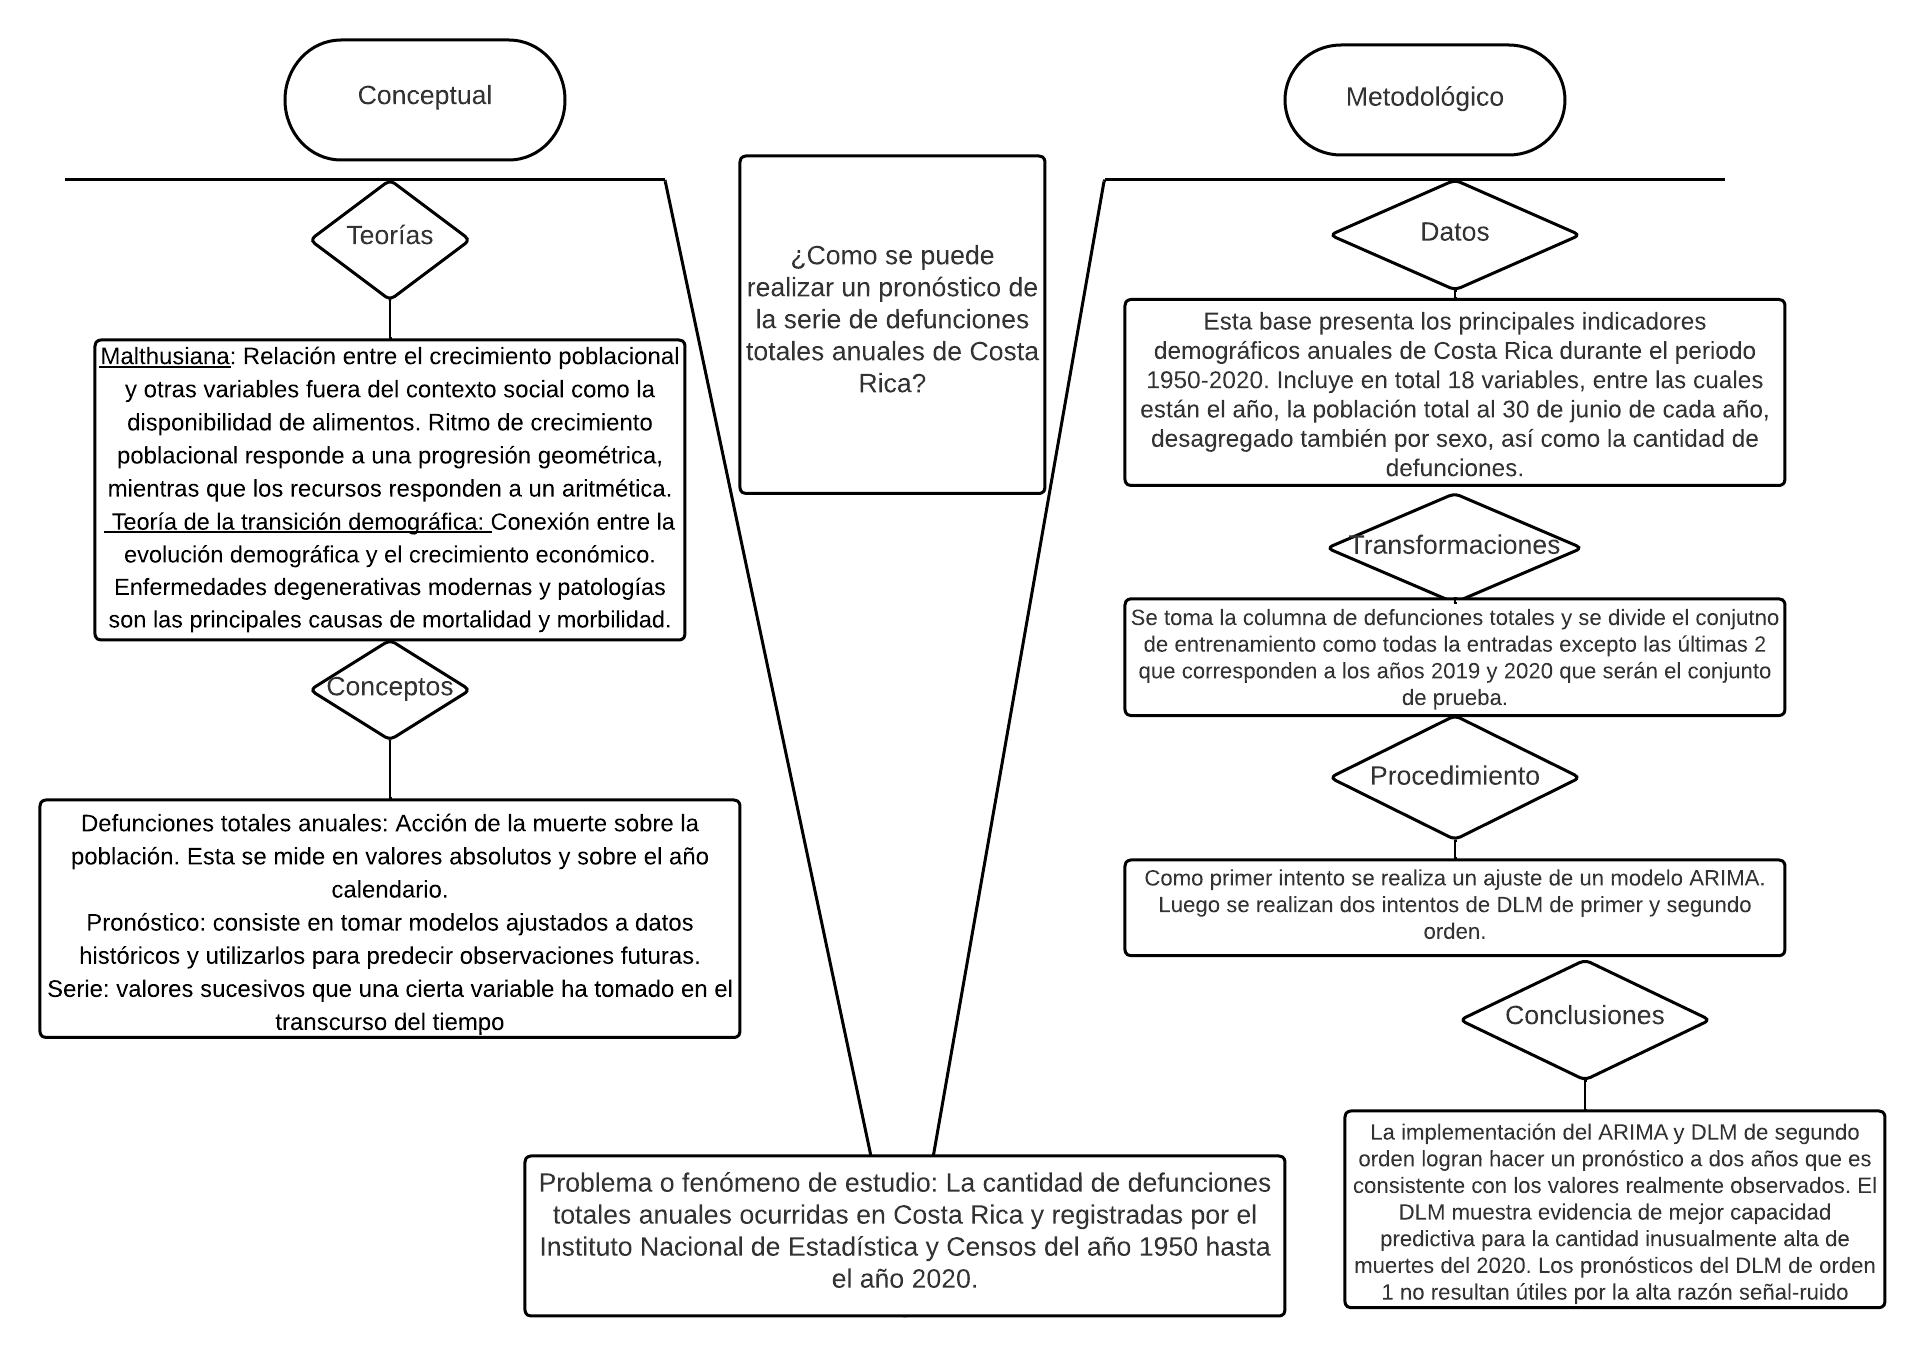 Conceptual
Teorías
Malthusiana: Relación entre el crecimiento poblacional
y otras variables fuera del contexto social como la
disponibilidad de alimentos. Ritmo de crecimiento
poblacional responde a una progresión geométrica,
mientras que los recursos responden a un aritmética.
Teoría de la transición demográfica: Conexión entre la
evolución demográfica y el crecimiento económico.
Enfermedades degenerativas modernas y patologías
son las principales causas de mortalidad y morbilidad.
Conceptos
Defunciones totales anuales: Acción de la muerte sobre la
población. Esta se mide en valores absolutos y sobre el año
calendario.
Pronóstico: consiste en tomar modelos ajustados a datos
históricos y utilizarlos para predecir observaciones futuras.
Serie: valores sucesivos que una cierta variable ha tomado en el
transcurso del tiempo
¿Como se puede
realizar un pronóstico de
la serie de defunciones
totales anuales de Costa
Rica?
Problema o fenómeno de estudio: La cantidad de defunciones
totales anuales ocurridas en Costa Rica y registradas por el
Instituto Nacional de Estadística y Censos del año 1950 hasta
el año 2020.
Metodológico
Datos
Esta base presenta los principales indicadores
demográficos anuales de Costa Rica durante el periodo
1950-2020. Incluye en total 18 variables, entre las cuales
están el año, la población total al 30 de junio de cada año,
desagregado también por sexo, así como la cantidad de
defunciones.
Transformaciones
Se toma la columna de defunciones totales y se divide el conjutno
de entrenamiento como todas la entradas excepto las últimas 2
que corresponden a los años 2019 y 2020 que serán el conjunto
de prueba.
Procedimiento
Como primer intento se realiza un ajuste de un modelo ARIMA.
Luego se realizan dos intentos de DLM de primer y segundo
orden.
Conclusiones
La implementación del ARIMA y DLM de segundo
orden logran hacer un pronóstico a dos años que es
consistente con los valores realmente observados. El
DLM muestra evidencia de mejor capacidad
predictiva para la cantidad inusualmente alta de
muertes del 2020. Los pronósticos del DLM de orden
1 no resultan útiles por la alta razón señal-ruido